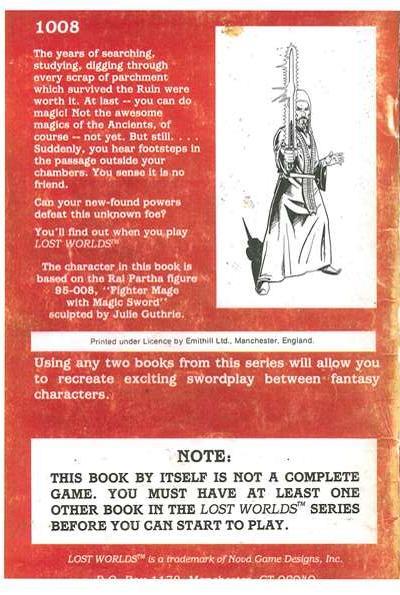 1008
The years of searching,
studying, digging through
every scrap of parchment
which survived the Ruin were
worth it. At last -- you can do
magic! Not the awesome
magics of the Ancients, of
course -- not yet. But still. . . .
Suddenly, you hear footsteps in
the passage outside your
chambers. You sense it is no
friend.
Can your new-found powers
defeat this unknown foe?
You'll find out when you play
LOST WORLDS™
The character in this book is
based on the Ral Partha figure
95-008, "Fighter Mage
with Magic Sword"
sculpted by Julie Guthrie.
Printed under Licence by Emithill Ltd., Manchester, England.
Using any two books from this series will allow you
to recreate exciting swordplay between fantasy
characters.
NOTE:
THIS BOOK BY ITSELF IS NOT A COMPLETE
GAME. YOU MUST HAVE AT LEAST ONE
OTHER BOOK IN THE LOST WORLDS™ SERIES
BEFORE YOU CAN START TO PLAY.
LOST WORLDS™ is a trademark of Nova Game Designs, Inc.
P.O. Box Manchester, CT